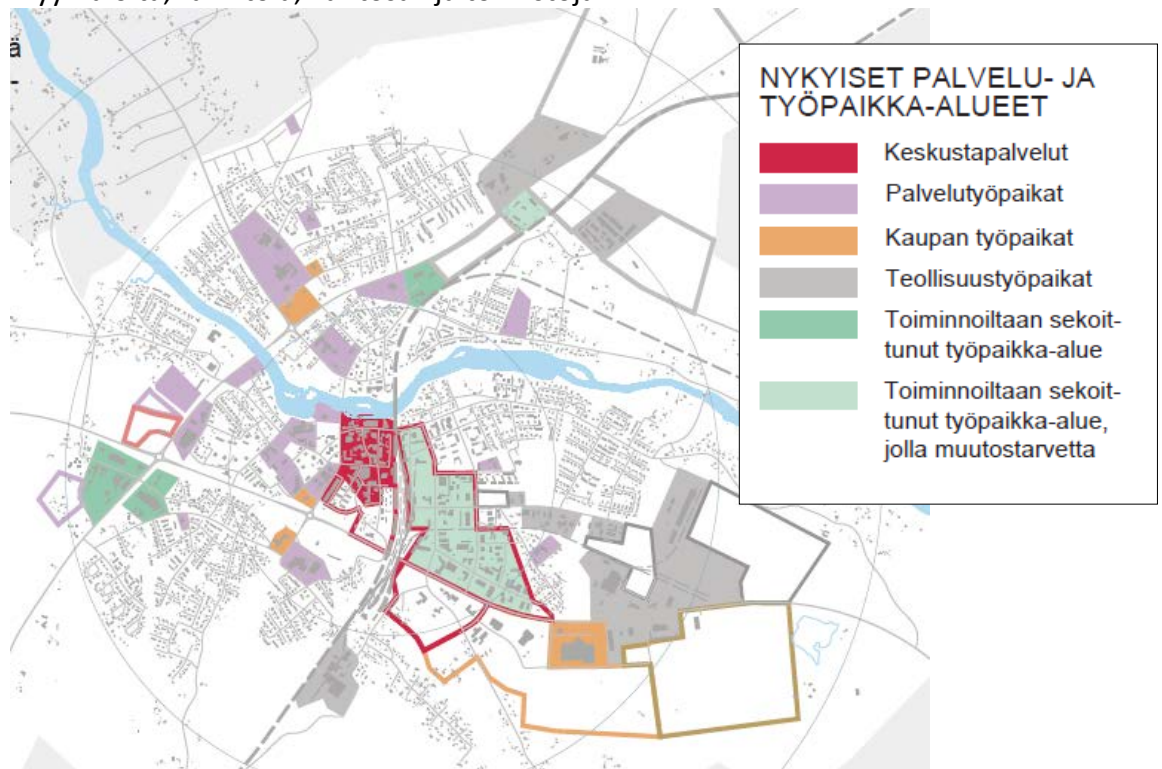 ä
-
NYKYISET PALVELU- JA
TYÖPAIKKA-ALUEET
Keskustapalvelut
Palvelutyöpaikat
Kaupan työpaikat
Teollisuustyöpaikat
Toiminnoiltaan sekoit-
tunut työpaikka-alue
Toiminnoiltaan sekoit-
tunut työpaikka-alue,
jolla muutostarvetta